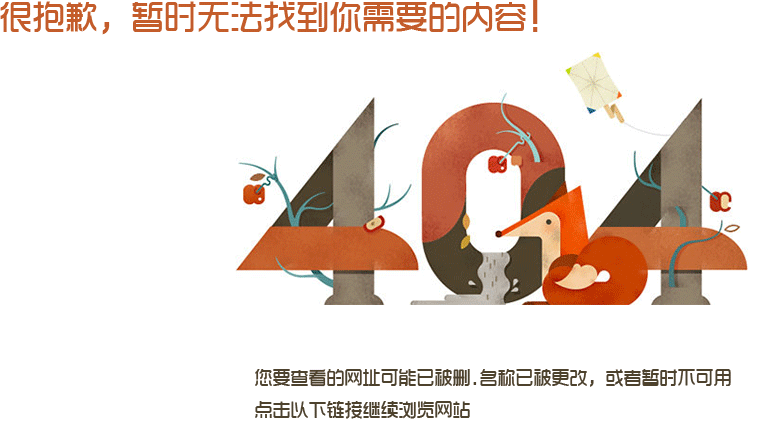 很抱歉，暂时无法找到你需要的内容！
404
您要查看的网址可能已被删.名称已被更改，或者暂时不可用
点击以下链接继续浏览网站